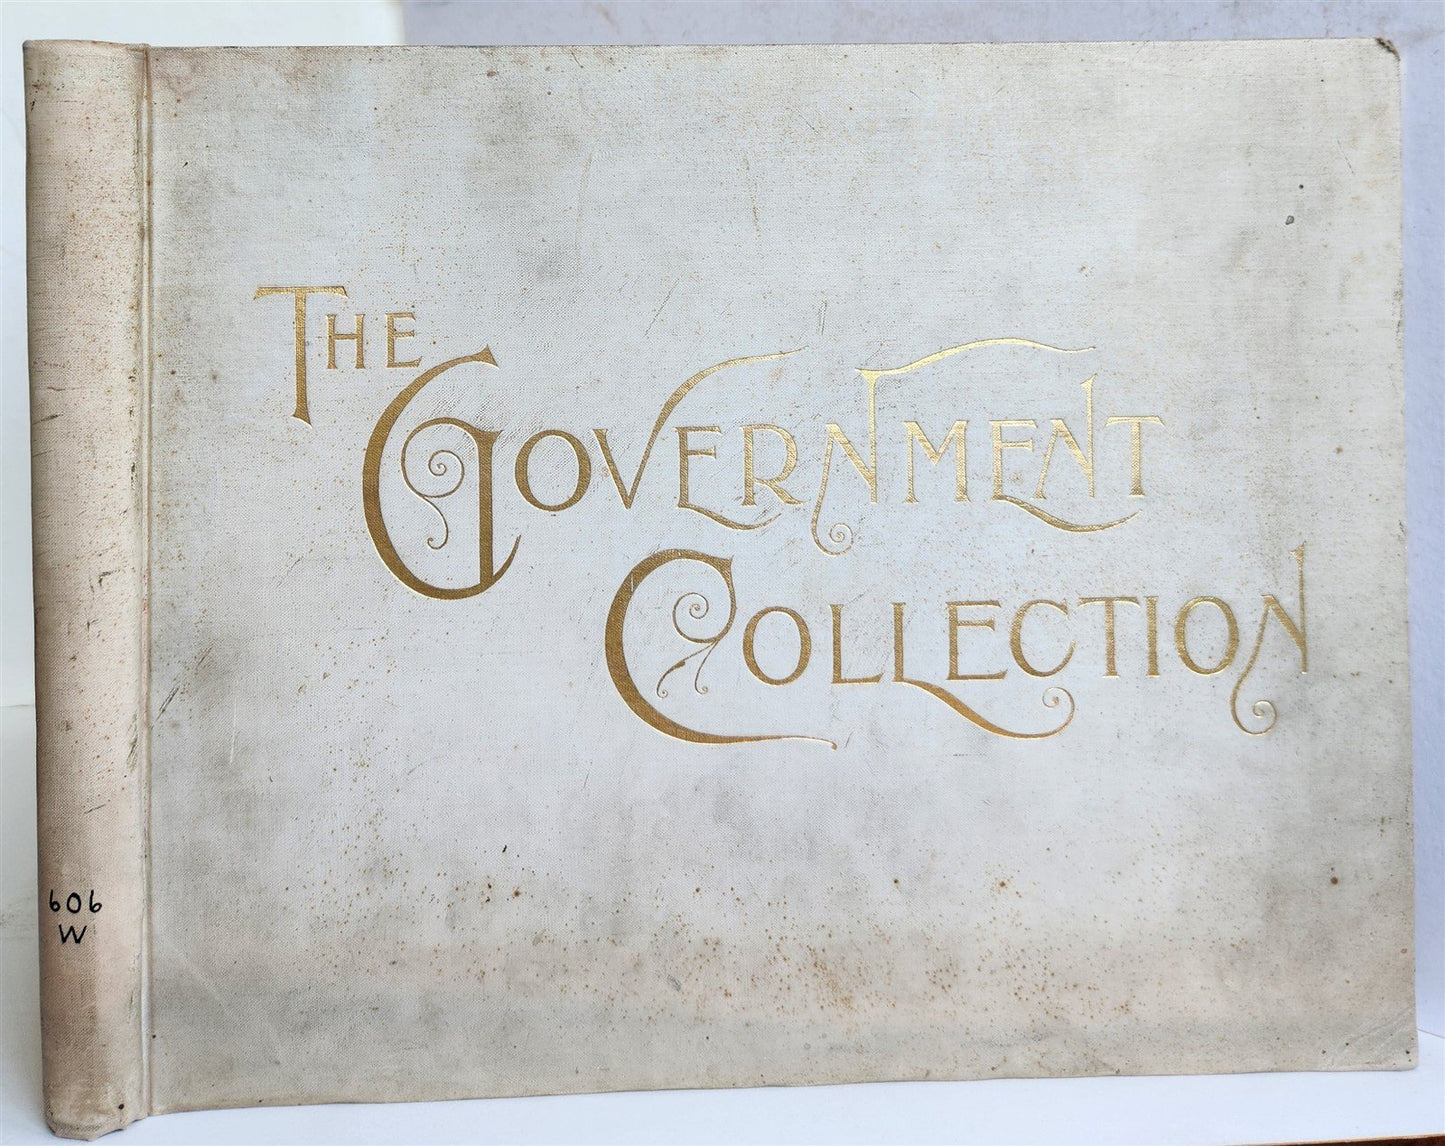 THE
GOVERNMENT
COLLECTION
606
W